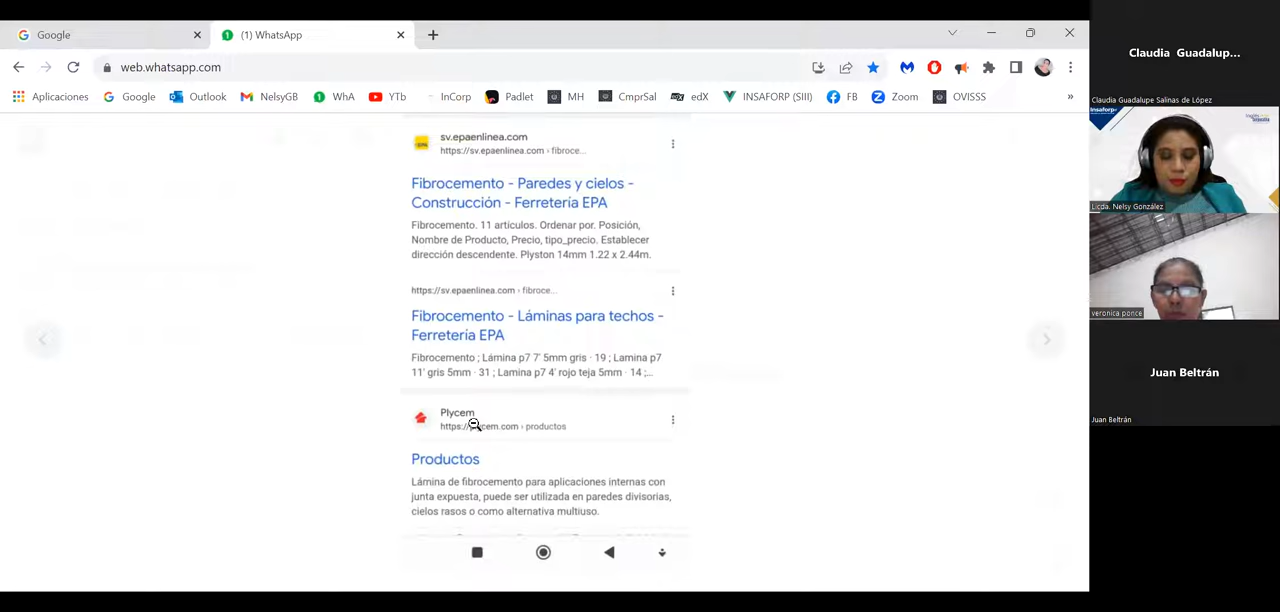 Google
(1) WhatsApp
web.whatsapp.com
Aplicaciones
Google
Outlook
NelsyGB
WhA
YTb
InCorp
Padlet
MH
CmprSal
edX
INSAFORP (SIII)
FB
Zoom
OVISSS
»
sv.epaenlinea.com
https://sv.epaenlinea.com › fibroce...
Fibrocemento - Paredes y cielos -
Construcción - Ferretería EPA
Fibrocemento. 11 artículos. Ordenar por. Posición,
Nombre de Producto, Precio, tipo_precio. Establecer
dirección descendente. Plyston 14mm 1.22 x 2.44m.
https://sv.epaenlinea.com › fibroce...
Fibrocemento - Láminas para techos -
Ferretería EPA
Fibrocemento ; Lámina p7 7' 5mm gris · 19 ; Lamina p7
11' gris 5mm · 31 ; Lamina p7 4' rojo teja 5mm · 14 ;...
Plycem
https://plycem.com › productos
Productos
Lámina de fibrocemento para aplicaciones internas con
junta expuesta, puede ser utilizada en paredes divisorias,
cielos rasos o como alternativa multiuso.
Claudia Guadalup...
Claudia Guadalupe Salinas de López
Insaforp
Licda. Nelsy González
veronica ponce
Juan Beltrán
Juan Beltrán